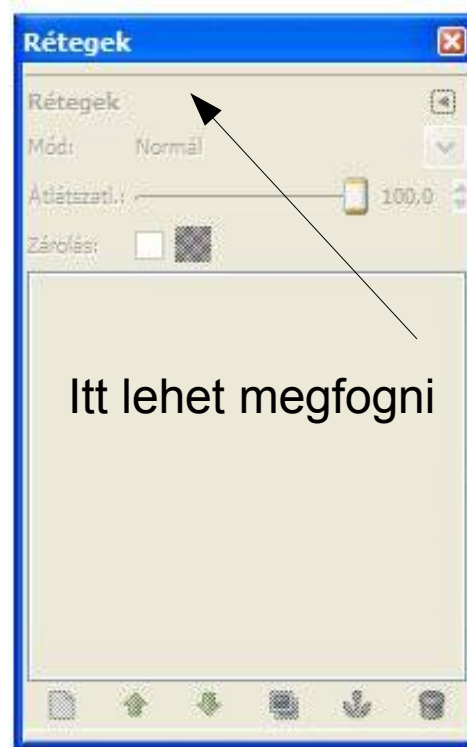 Rétegek
Rétegek
Mód: Normál
Átlátszatl.: 100,0
Zárolás:
Itt lehet megfogni